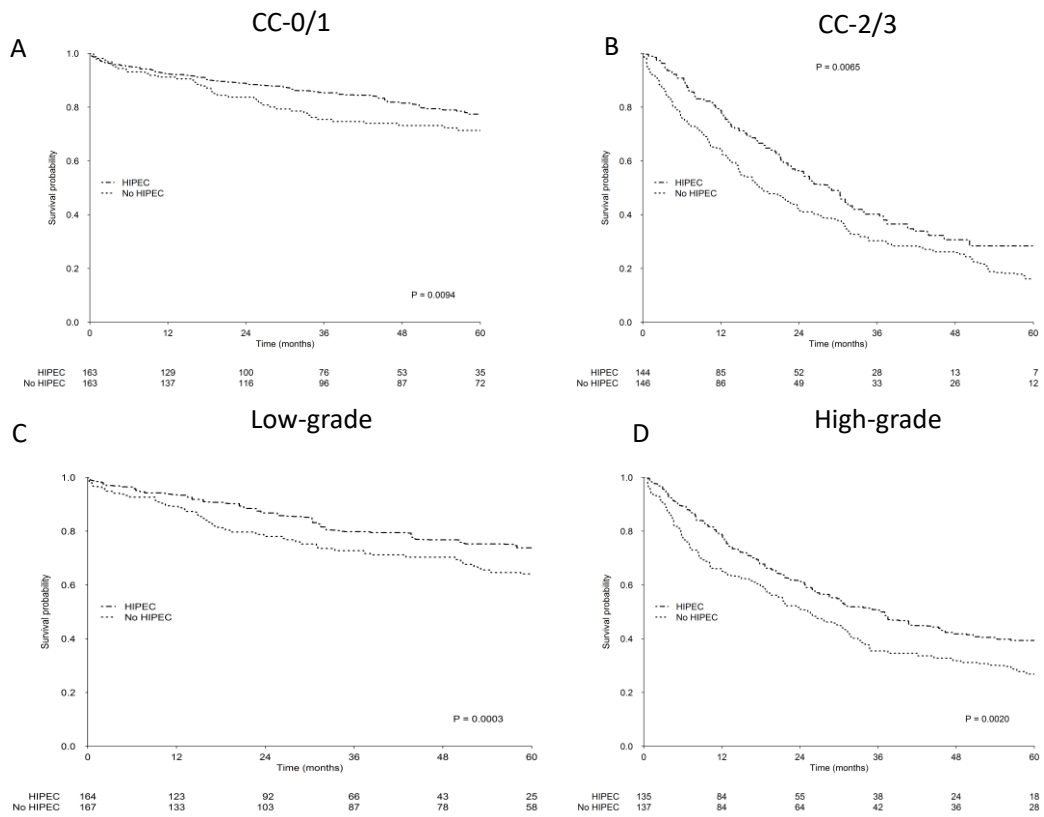 CC-0/1
A
1.0
0.8
0.6
0.4
0.2
0.0
Survival probability
HIPEC
No HIPEC
P = 0.0094
0 12 24 36 48 60
Time (months)
HIPEC 163 129 100 76 53 35
No HIPEC 163 137 116 96 87 72
CC-2/3
B
1.0
0.8
0.6
0.4
0.2
0.0
Survival probability
P = 0.0065
HIPEC
No HIPEC
0 12 24 36 48 60
Time (months)
HIPEC 144 85 52 28 13 7
No HIPEC 146 86 49 33 26 12
Low-grade
C
1.0
0.8
0.6
0.4
0.2
0.0
Survival probability
HIPEC
No HIPEC
P = 0.0003
0 12 24 36 48 60
Time (months)
HIPEC 164 123 92 66 43 25
No HIPEC 167 133 103 87 78 58
High-grade
D
1.0
0.8
0.6
0.4
0.2
0.0
Survival probability
HIPEC
No HIPEC
P = 0.0020
0 12 24 36 48 60
Time (months)
HIPEC 135 84 55 38 24 18
No HIPEC 137 84 64 42 36 28